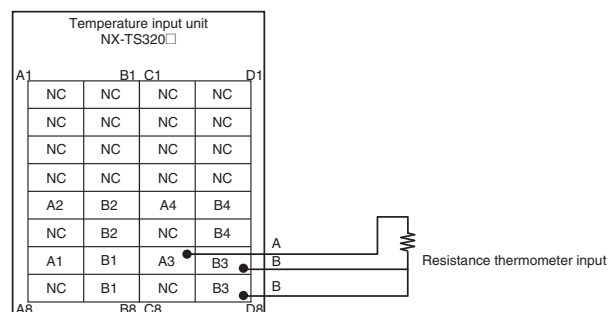 Temperature input unit
NX-TS320□
A1 B1 C1 D1
NC NC NC NC
NC NC NC NC
NC NC NC NC
NC NC NC NC
A2 B2 A4 B4
NC B2 NC B4
A
A1 B1 A3 B3
B
Resistance thermometer input
NC B1 NC B3
B
A8 B8 C8 D8